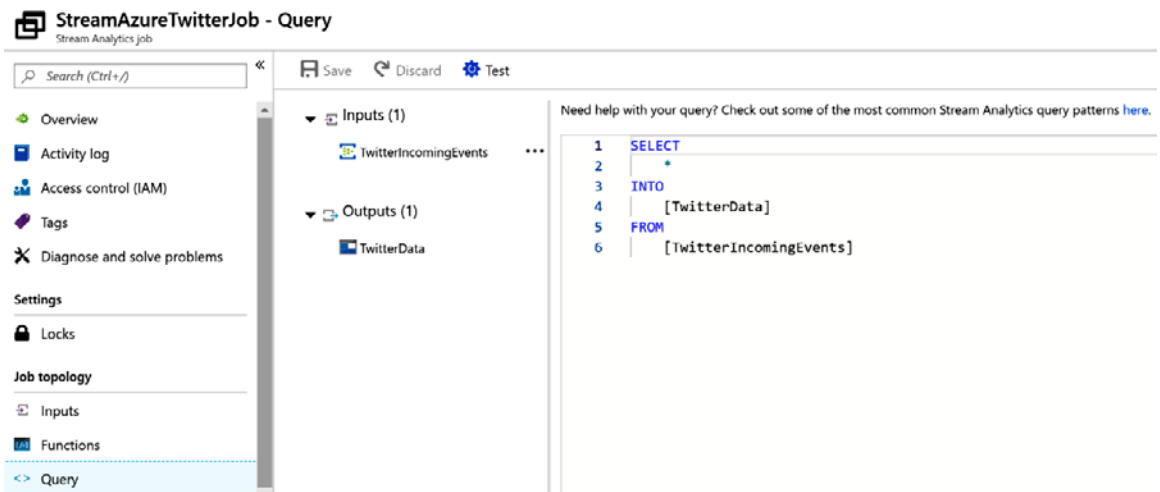 StreamAzureTwitterJob - Query
Stream Analytics job
Search (Ctrl+/)
«
Overview
Activity log
Access control (IAM)
Tags
Diagnose and solve problems
Settings
Locks
Job topology
Inputs
Functions
<> Query
Save Discard Test
Inputs (1)
TwitterIncomingEvents ...
Outputs (1)
TwitterData
Need help with your query? Check out some of the most common Stream Analytics query patterns here.
1 SELECT
2 *
3 INTO
4 [TwitterData]
5 FROM
6 [TwitterIncomingEvents]